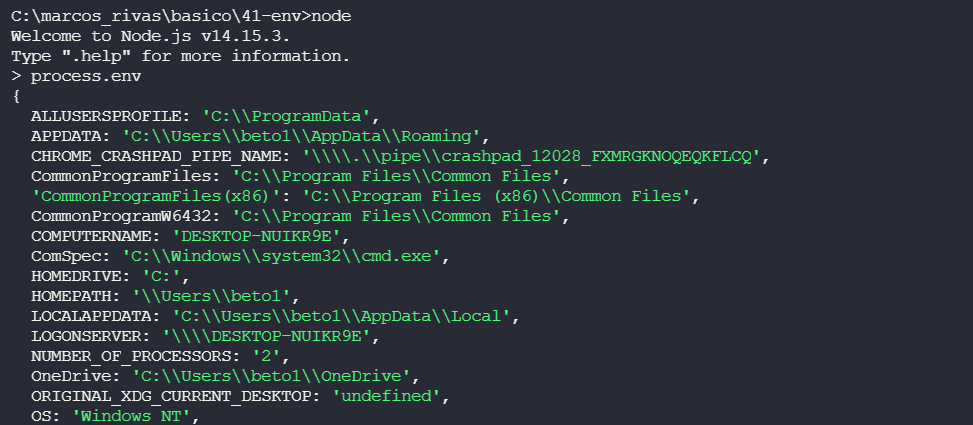 C:\marcos_rivas\basico\41-env>node
Welcome to Node.js v14.15.3.
Type ".help" for more information.
> process.env
{
  ALLUSERSPROFILE: 'C:\\ProgramData',
  APPDATA: 'C:\\Users\\beto1\\AppData\\Roaming',
  CHROME_CRASHPAD_PIPE_NAME: '\\\\.\\pipe\\crashpad_12028_FXMRGKNOQEQKFLCQ',
  CommonProgramFiles: 'C:\\Program Files\\Common Files',
  'CommonProgramFiles(x86)': 'C:\\Program Files (x86)\\Common Files',
  CommonProgramW6432: 'C:\\Program Files\\Common Files',
  COMPUTERNAME: 'DESKTOP-NUIKR9E',
  ComSpec: 'C:\\Windows\\system32\\cmd.exe',
  HOMEDRIVE: 'C:',
  HOMEPATH: '\\Users\\beto1',
  LOCALAPPDATA: 'C:\\Users\\beto1\\AppData\\Local',
  LOGONSERVER: '\\\\DESKTOP-NUIKR9E',
  NUMBER_OF_PROCESSORS: '2',
  OneDrive: 'C:\\Users\\beto1\\OneDrive',
  ORIGINAL_XDG_CURRENT_DESKTOP: 'undefined',
  OS: 'Windows_NT',